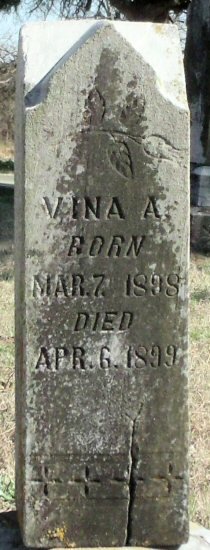 VINA A.
BORN
MAR. 7. 1898
DIED
APR. 6. 1899